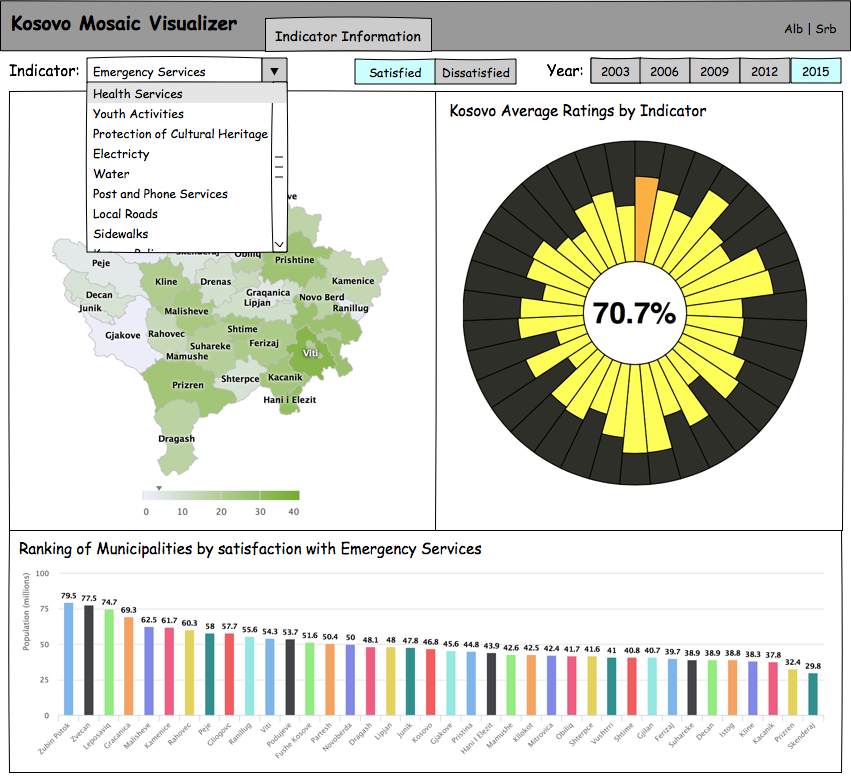 Kosovo Mosaic Visualizer
Indicator Information
Alb | Srb
Indicator:
Emergency Services
Satisfied
Dissatisfied
Year:
2003
2006
2009
2012
2015
Health Services
Youth Activities
Protection of Cultural Heritage
Electricty
Water
Post and Phone Services
Local Roads
Sidewalks
Kosovo Average Ratings by Indicator
70.7%
ve
Skenderaj
Obliq
Prishtine
Peje
Kline
Drenas
Kamenice
Decan
Graqanica
Novo Berd
Junik
Lipjan
Ranillug
Malisheve
Gjakove
Rahovec
Shtime
Suhareke
Ferizaj
Viti
Mamushe
Prizren
Shterpce
Kacanik
Hani i Elezit
Dragash
0 10 20 30 40
Ranking of Municipalities by satisfaction with Emergency Services
Population (millions)
100
75
50
25
0
79.5 77.5 74.7 69.3 62.5 61.7 60.3 58 57.7 55.6 54.3 53.7 51.6 50.4 50 48.1 48 47.8 46.8 45.6 44.8 43.9 42.6 42.5 42.4 41.7 41.6 41 40.8 40.7 39.7 38.9 38.9 38.8 38.3 37.8 32.4 29.8
Zubin Potok
Zvecan
Leposaviq
Gracanica
Malisheve
Kamenice
Rahovec
Peje
Gllogovc
Ranillug
Viti
Podujeve
Fushe Kosove
Partesh
Novoberda
Dragash
Lipjan
Junik
Kosovo
Gjakove
Pristina
Hani i Elezit
Mamushe
Kllokot
Mitrovica
Obliq
Shterpce
Vushtrri
Shtime
Gjilan
Ferizaj
Suhareke
Decan
Istog
Kline
Kacanik
Prizren
Skenderaj